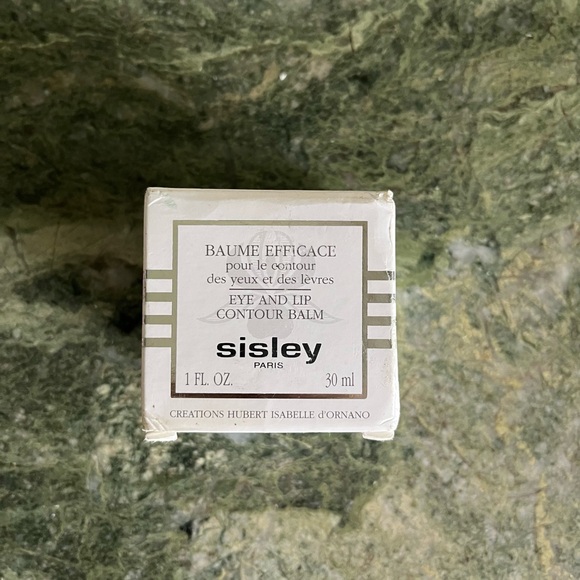 BAUME EFFICACE
pour le contour
des yeux et des lèvres
EYE AND LIP
CONTOUR BALM
sisley
PARIS
1 FL. OZ. 30 ml
CREATIONS HUBERT ISABELLE d'ORNANO